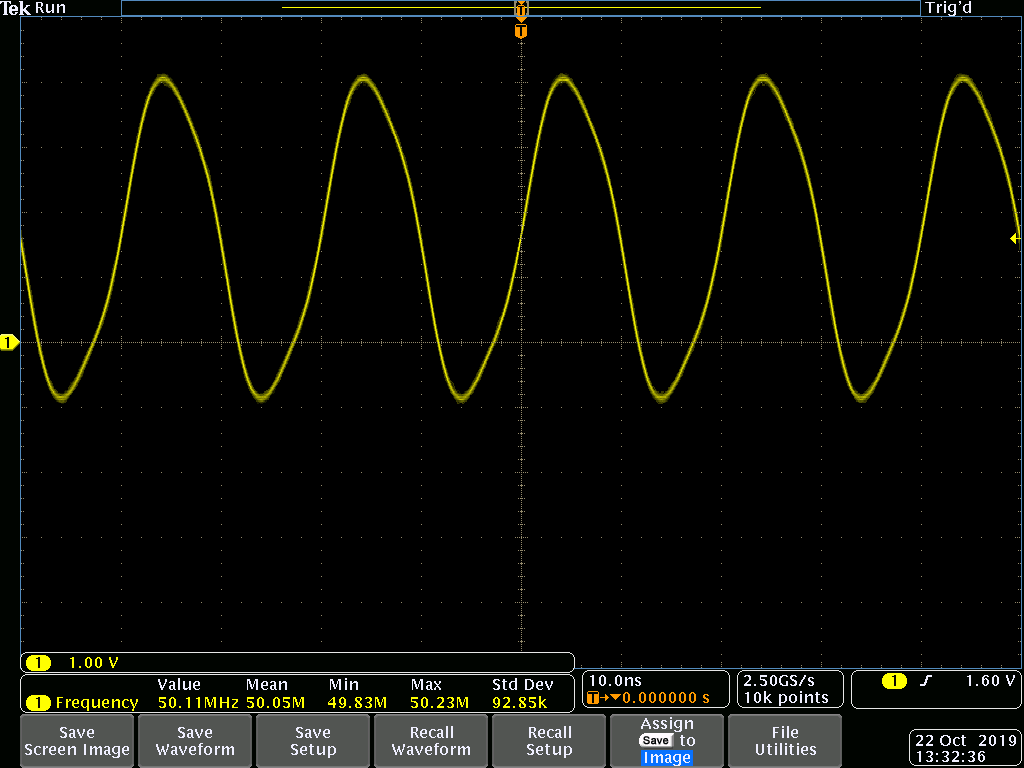 Tek Run Trig'd
T
T
1
1 1.00 V
Value Mean Min Max Std Dev
1 Frequency 50.11MHz 50.05M 49.83M 50.23M 92.85k
10.0ns
T→▼0.000000 s
2.50GS/s
10k points
1 1.60 V
Save
Screen Image
Save
Waveform
Save
Setup
Recall
Waveform
Recall
Setup
Assign
Save to
Image
File
Utilities
22 Oct 2019
13:32:36